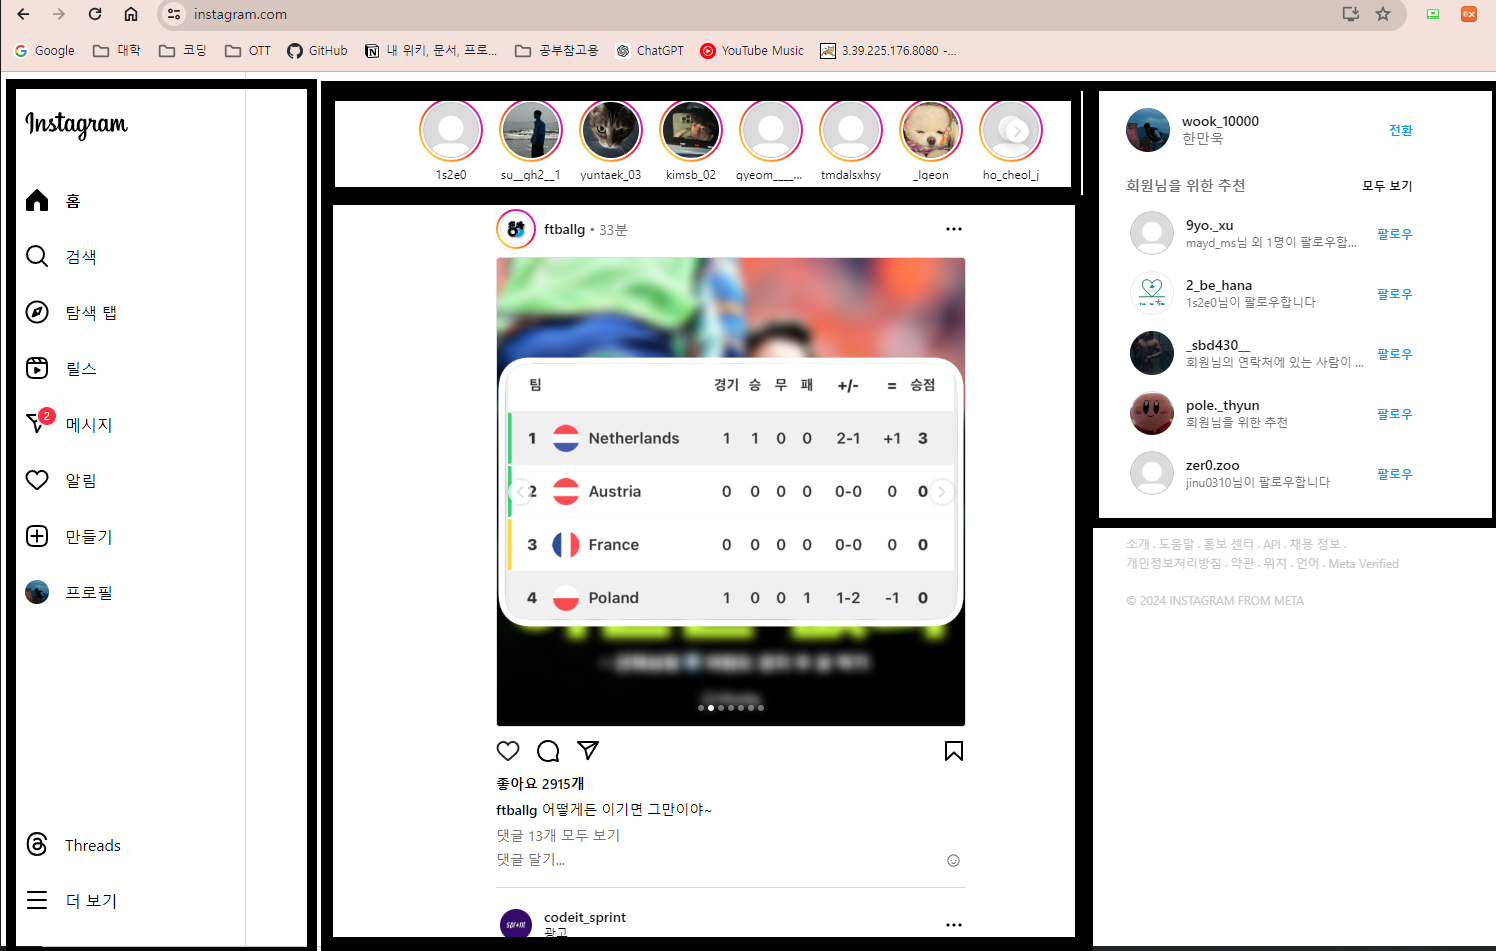 instagram.com
Google 대학 코딩 OTT GitHub 내 위키, 문서, 프로... 공부참고용 ChatGPT YouTube Music 3.39.225.176.8080 -...
Instagram
홈
검색
탐색 탭
릴스
2
메시지
알림
만들기
프로필
Threads
더 보기
1s2e0 su__gh2__1 yuntaek_03 kimsb_02 gyeom____... tmdalsxhsy _lgeon ho_cheol_j
ftballg • 33분
팀 경기 승 무 패 +/- = 승점
1 Netherlands 1 1 0 0 2-1 +1 3
2 Austria 0 0 0 0 0-0 0 0
3 France 0 0 0 0 0-0 0 0
4 Poland 1 0 0 1 1-2 -1 0
좋아요 2915개
ftballg 어떻게든 이기면 그만이야~
댓글 13개 모두 보기
댓글 달기...
codeit_sprint
광고
wook_10000
한만욱
전환
회원님을 위한 추천 모두 보기
9yo._xu
mayd_ms님 외 1명이 팔로우합...
팔로우
2_be_hana
1s2e0님이 팔로우합니다
팔로우
_sbd430__
회원님의 연락처에 있는 사람이 ...
팔로우
pole._thyun
회원님을 위한 추천
팔로우
zer0.zoo
jinu0310님이 팔로우합니다
팔로우
소개 . 도움말 . 홍보 센터 . API . 채용 정보 .
개인정보처리방침 . 약관 . 위치 . 언어 . Meta Verified
© 2024 INSTAGRAM FROM META